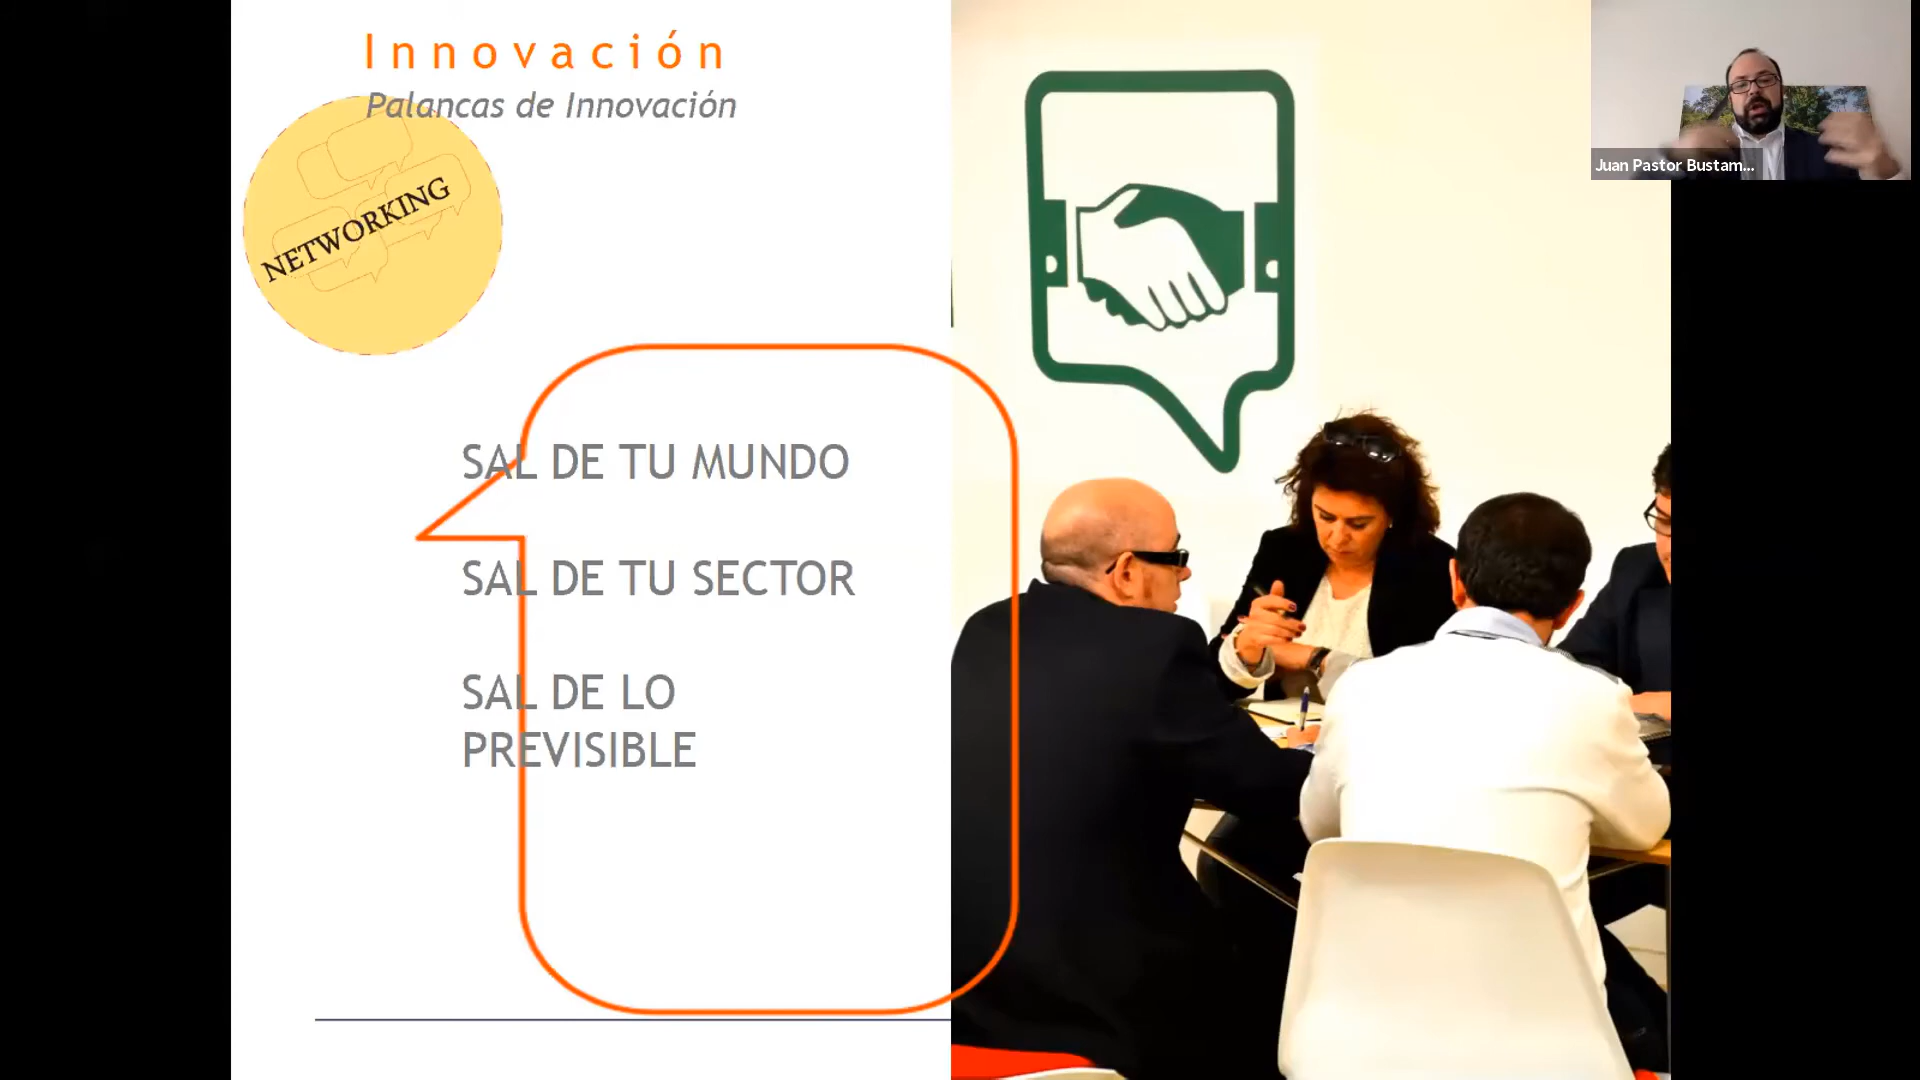 Innovación
Palancas de Innovación
NETWORKING
SAL DE TU MUNDO
SAL DE TU SECTOR
SAL DE LO
PREVISIBLE
Juan Pastor Bustam...